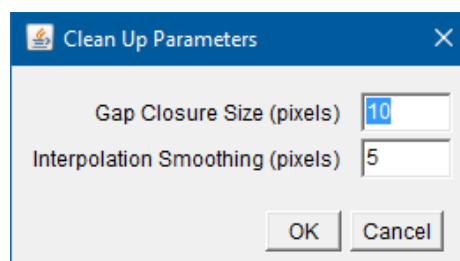 Clean Up Parameters
Gap Closure Size (pixels) 10
Interpolation Smoothing (pixels) 5
OK Cancel